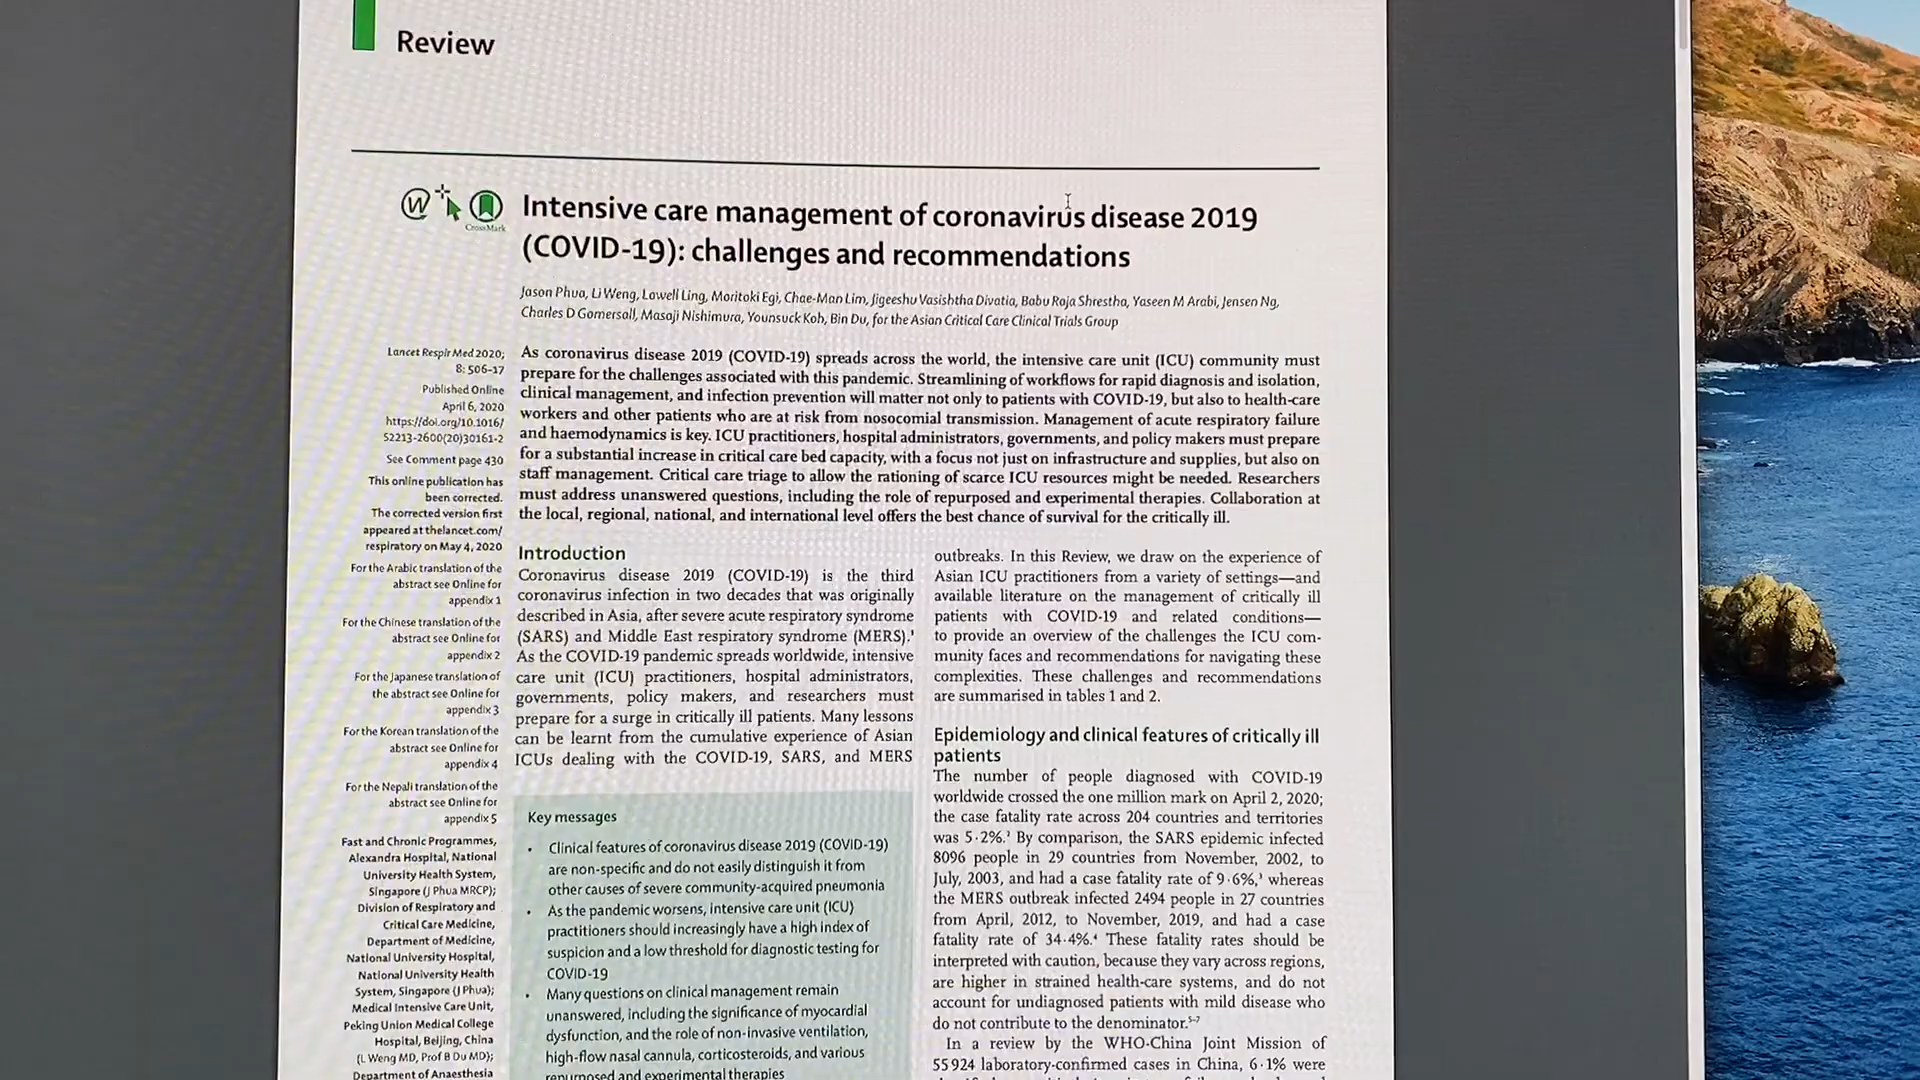 Review
CrossMark
Intensive care management of coronavirus disease 2019
(COVID-19): challenges and recommendations
Jason Phua, Li Weng, Lowell Ling, Moritoki Egi, Chae-Man Lim, Jigeeshu Vasishtha Divatia, Babu Raja Shrestha, Yaseen M Arabi, Jensen Ng,
Charles D Gomersall, Masaji Nishimura, Younsuck Koh, Bin Du, for the Asian Critical Care Clinical Trials Group
Lancet Respir Med 2020;
8: 506–17
Published Online
April 6, 2020
https://doi.org/10.1016/
S2213-2600(20)30161-2
See Comment page 430
This online publication has
been corrected.
The corrected version first
appeared at thelancet.com/
respiratory on May 4, 2020
For the Arabic translation of the
abstract see Online for
appendix 1
For the Chinese translation of the
abstract see Online for
appendix 2
For the Japanese translation of
the abstract see Online for
appendix 3
For the Korean translation of the
abstract see Online for
appendix 4
For the Nepali translation of the
abstract see Online for
appendix 5
Fast and Chronic Programmes,
Alexandra Hospital, National
University Health System,
Singapore (J Phua MRCP);
Division of Respiratory and
Critical Care Medicine,
Department of Medicine,
National University Hospital,
National University Health
System, Singapore (J Phua);
Medical Intensive Care Unit,
Peking Union Medical College
Hospital, Beijing, China
(L Weng MD, Prof B Du MD);
Department of Anaesthesia
As coronavirus disease 2019 (COVID-19) spreads across the world, the intensive care unit (ICU) community must
prepare for the challenges associated with this pandemic. Streamlining of workflows for rapid diagnosis and isolation,
clinical management, and infection prevention will matter not only to patients with COVID-19, but also to health-care
workers and other patients who are at risk from nosocomial transmission. Management of acute respiratory failure
and haemodynamics is key. ICU practitioners, hospital administrators, governments, and policy makers must prepare
for a substantial increase in critical care bed capacity, with a focus not just on infrastructure and supplies, but also on
staff management. Critical care triage to allow the rationing of scarce ICU resources might be needed. Researchers
must address unanswered questions, including the role of repurposed and experimental therapies. Collaboration at
the local, regional, national, and international level offers the best chance of survival for the critically ill.
Introduction
Coronavirus disease 2019 (COVID-19) is the third
coronavirus infection in two decades that was originally
described in Asia, after severe acute respiratory syndrome
(SARS) and Middle East respiratory syndrome (MERS).¹
As the COVID-19 pandemic spreads worldwide, intensive
care unit (ICU) practitioners, hospital administrators,
governments, policy makers, and researchers must
prepare for a surge in critically ill patients. Many lessons
can be learnt from the cumulative experience of Asian
ICUs dealing with the COVID-19, SARS, and MERS
Key messages
• Clinical features of coronavirus disease 2019 (COVID-19)
are non-specific and do not easily distinguish it from
other causes of severe community-acquired pneumonia
• As the pandemic worsens, intensive care unit (ICU)
practitioners should increasingly have a high index of
suspicion and a low threshold for diagnostic testing for
COVID-19
• Many questions on clinical management remain
unanswered, including the significance of myocardial
dysfunction, and the role of non-invasive ventilation,
high-flow nasal cannula, corticosteroids, and various
repurposed and experimental therapies
outbreaks. In this Review, we draw on the experience of
Asian ICU practitioners from a variety of settings—and
available literature on the management of critically ill
patients with COVID-19 and related conditions—
to provide an overview of the challenges the ICU com-
munity faces and recommendations for navigating these
complexities. These challenges and recommendations
are summarised in tables 1 and 2.
Epidemiology and clinical features of critically ill
patients
The number of people diagnosed with COVID-19
worldwide crossed the one million mark on April 2, 2020;
the case fatality rate across 204 countries and territories
was 5·2%.² By comparison, the SARS epidemic infected
8096 people in 29 countries from November, 2002, to
July, 2003, and had a case fatality rate of 9·6%,³ whereas
the MERS outbreak infected 2494 people in 27 countries
from April, 2012, to November, 2019, and had a case
fatality rate of 34·4%.⁴ These fatality rates should be
interpreted with caution, because they vary across regions,
are higher in strained health-care systems, and do not
account for undiagnosed patients with mild disease who
do not contribute to the denominator.⁵⁻⁷
In a review by the WHO-China Joint Mission of
55 924 laboratory-confirmed cases in China, 6·1% were